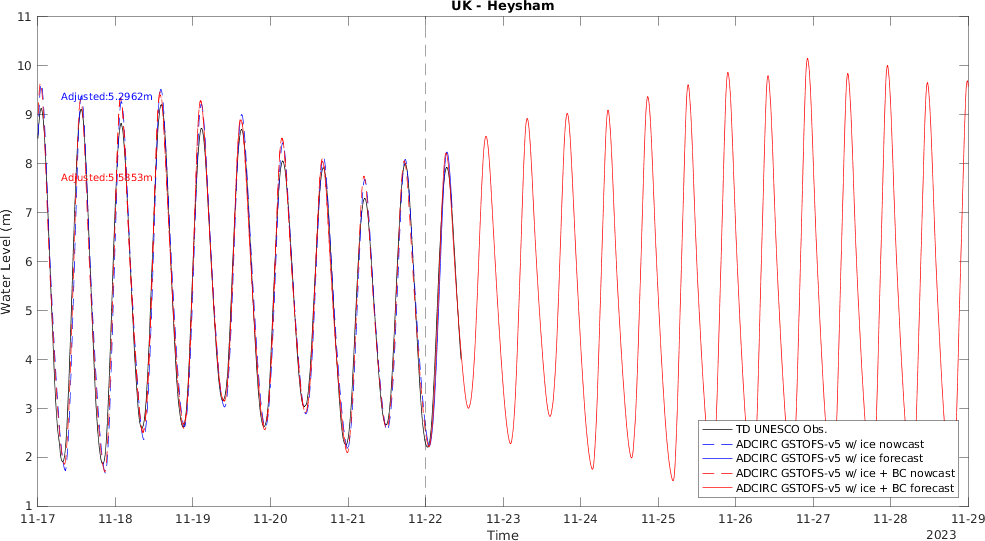 UK - Heysham
11
10
9
8
7
6
5
4
3
2
1
Water Level (m)
Adjusted:5.2962m
Adjusted:5.5353m
TD UNESCO Obs.
ADCIRC GSTOFS-v5 w/ ice nowcast
ADCIRC GSTOFS-v5 w/ ice forecast
ADCIRC GSTOFS-v5 w/ ice + BC nowcast
ADCIRC GSTOFS-v5 w/ ice + BC forecast
11-17 11-18 11-19 11-20 11-21 11-22 11-23 11-24 11-25 11-26 11-27 11-28 11-29
Time
2023